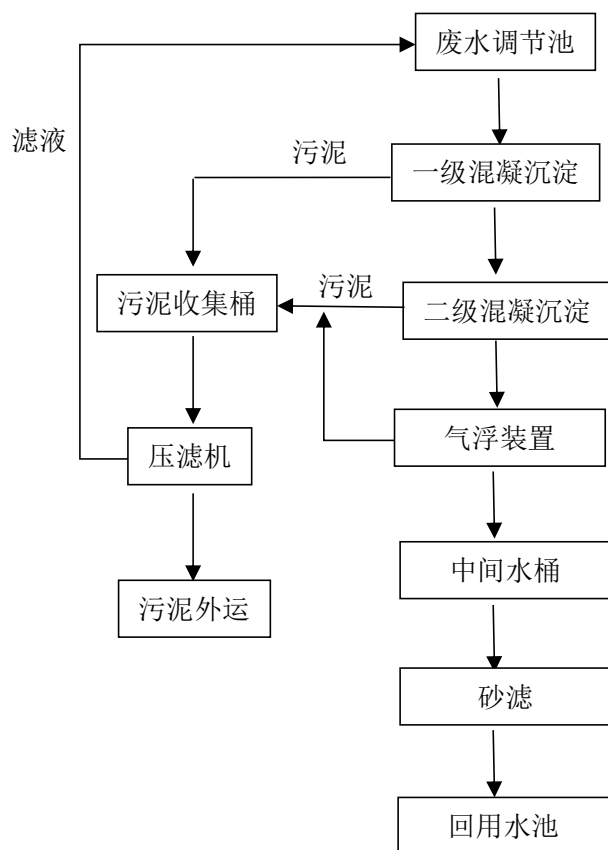 废水调节池
滤液
污泥
一级混凝沉淀
污泥收集桶
污泥
二级混凝沉淀
压滤机
气浮装置
污泥外运
中间水桶
砂滤
回用水池